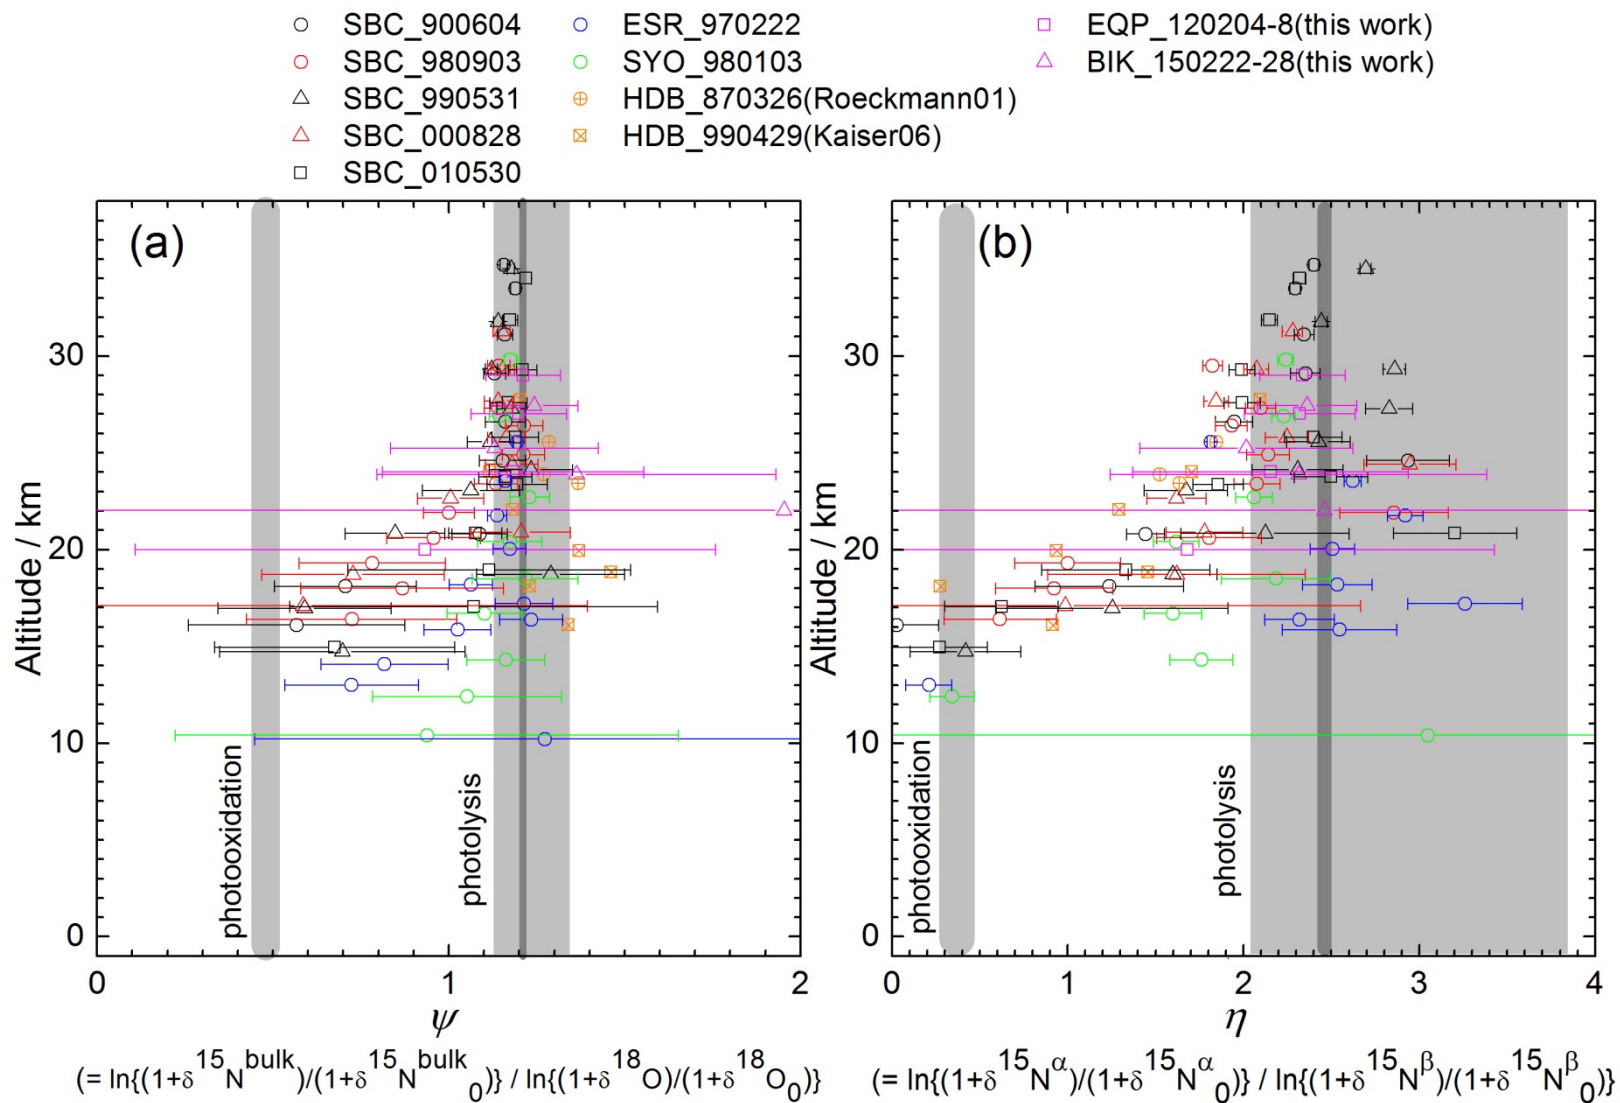 SBC_900604 ESR_970222 EQP_120204-8(this work)
SBC_980903 SYO_980103 BIK_150222-28(this work)
SBC_990531 HDB_870326(Roeckmann01)
SBC_000828 HDB_990429(Kaiser06)
SBC_010530
(a) (b)
Altitude / km Altitude / km
30 30
20 20
10 10
0 0
photooxidation photolysis photooxidation photolysis
0 1 2 0 1 2 3 4
ψ η
(= ln{(1+δ¹⁵Nᵇᵘˡᵏ)/(1+δ¹⁵Nᵇᵘˡᵏ₀)} / ln{(1+δ¹⁸O)/(1+δ¹⁸O₀)} (= ln{(1+δ¹⁵Nᵅ)/(1+δ¹⁵Nᵅ₀)} / ln{(1+δ¹⁵Nᵝ)/(1+δ¹⁵Nᵝ₀)}